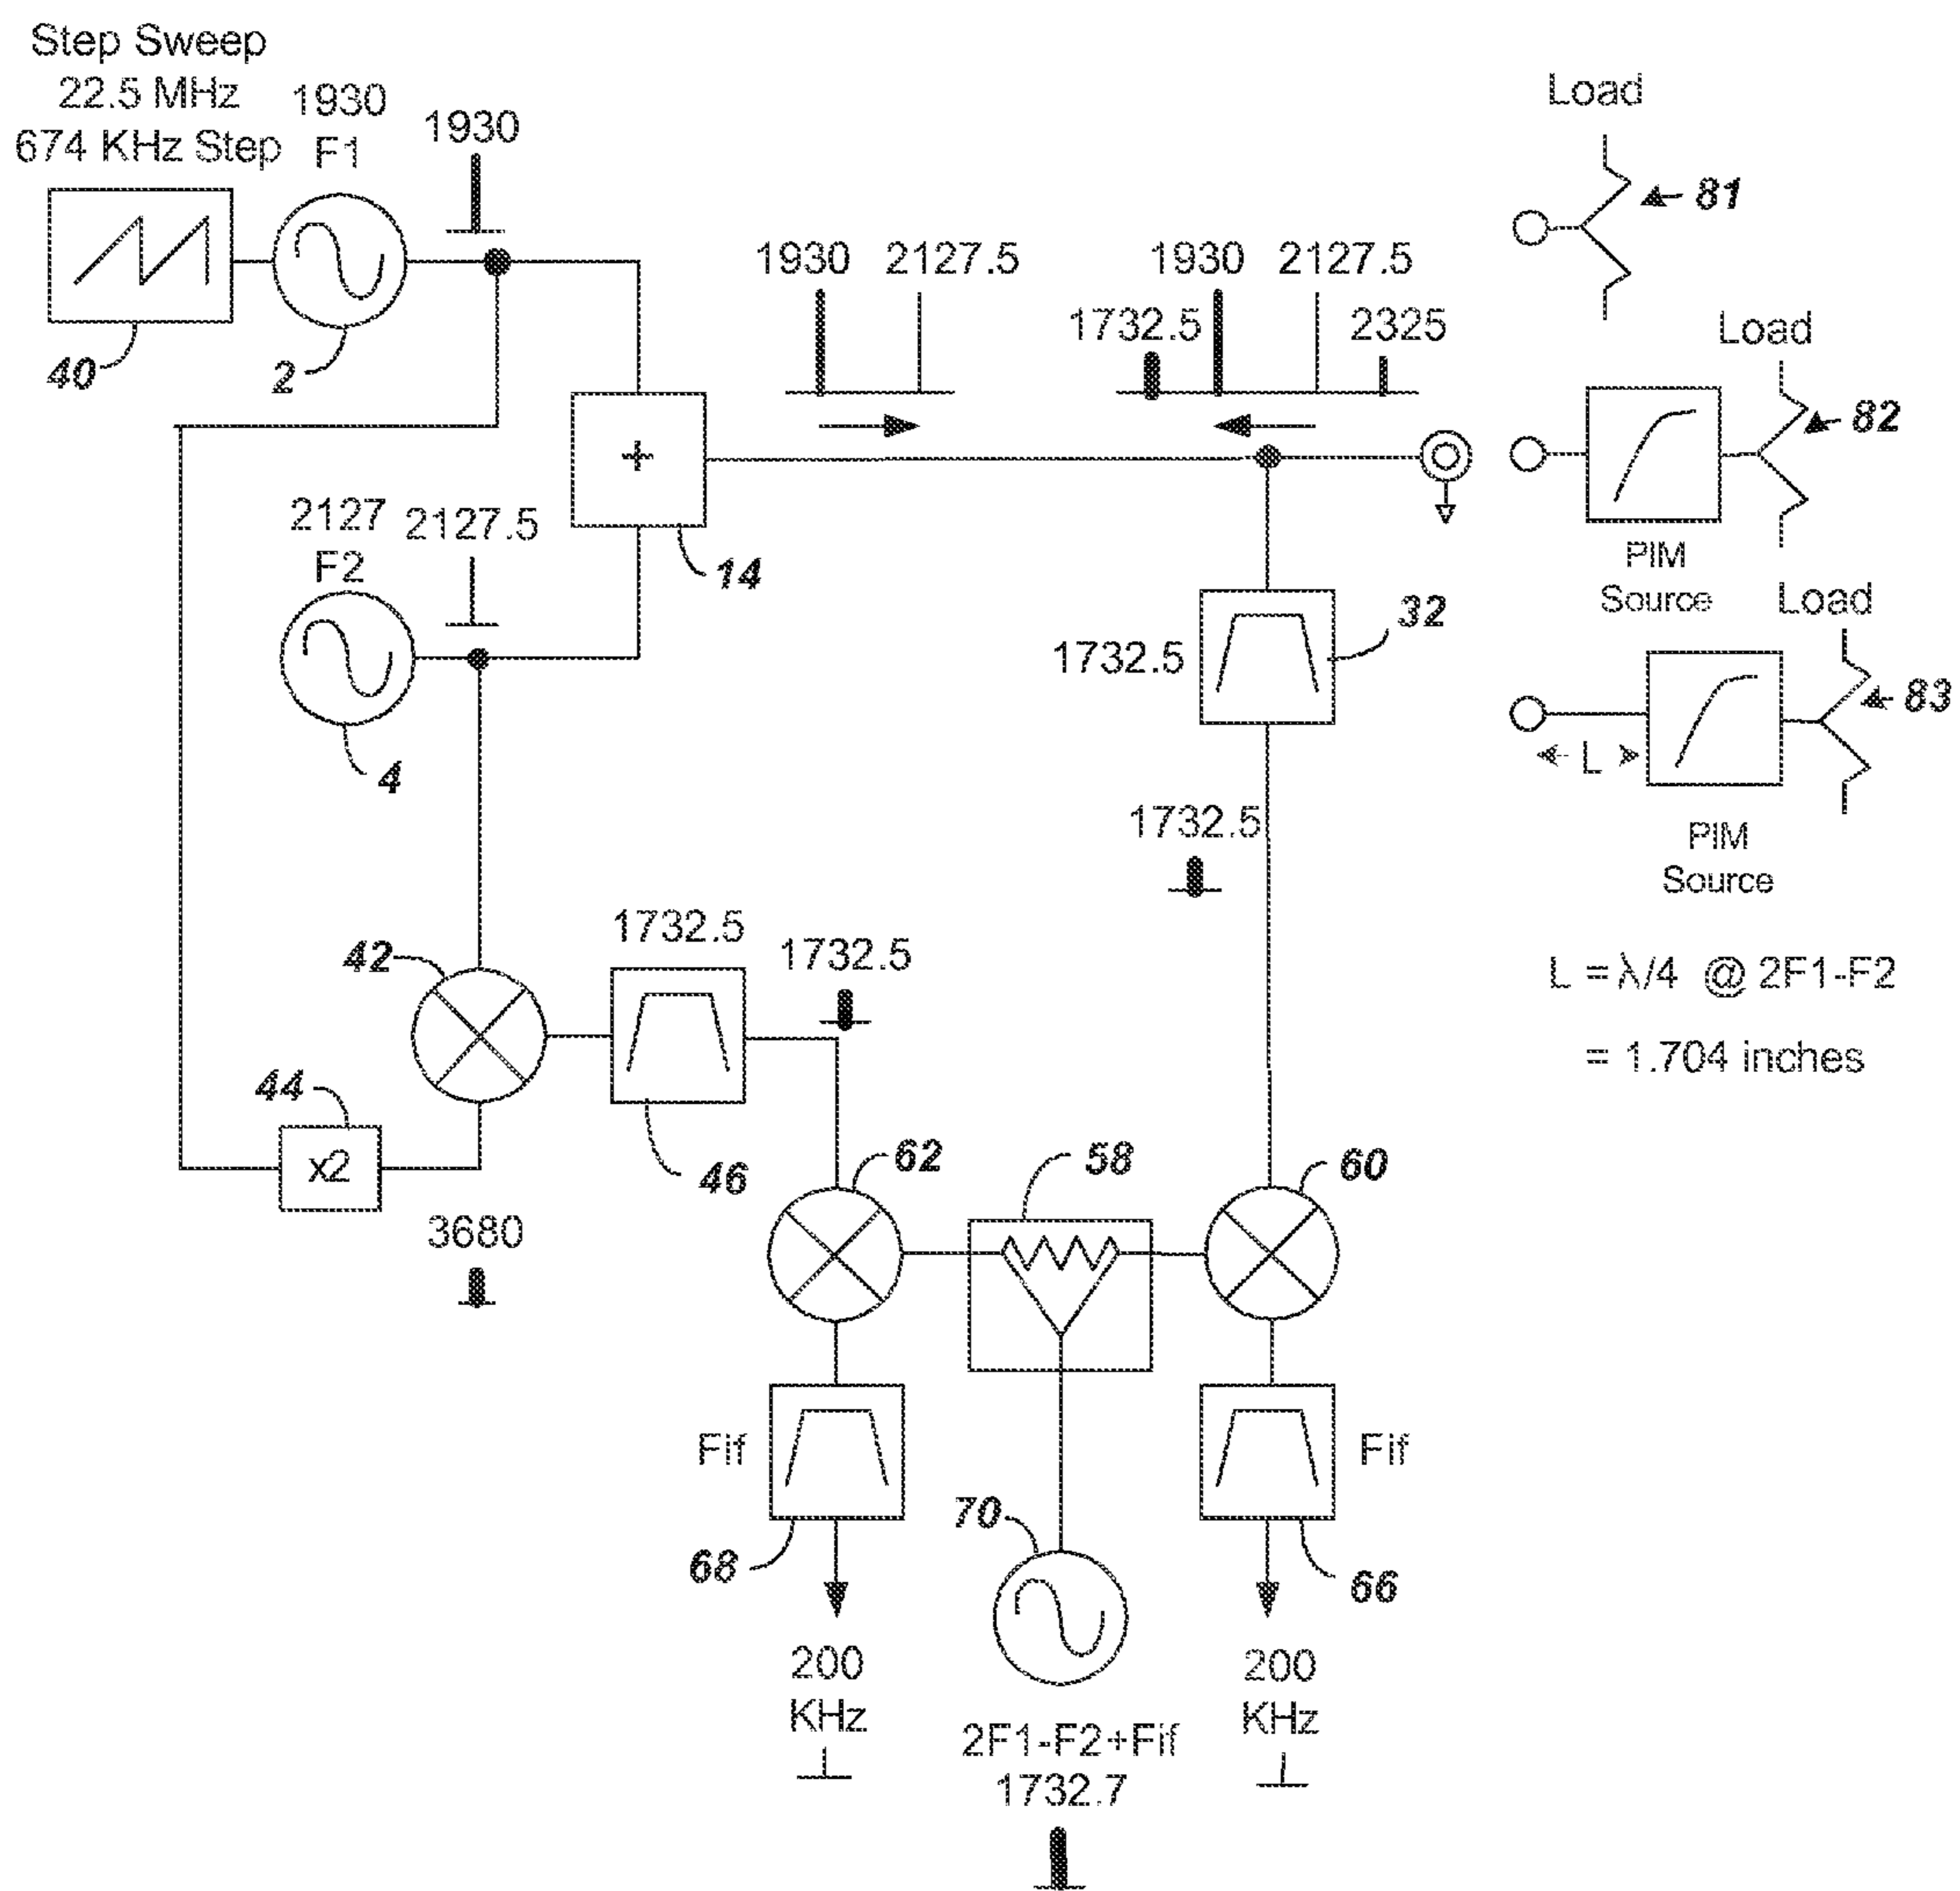 Step Sweep
22.5 MHz
674 KHz Step
1930
F1
1930
40
2
1930
2127.5
1930
2127.5
1732.5
2325
Load
81
Load
82
PIM
Source
+
14
2127
F2
2127.5
4
1732.5
32
Load
83
L
PIM
Source
1732.5
L = λ/4 @ 2F1-F2
= 1.704 inches
42
1732.5
1732.5
44
x2
46
3680
62
58
60
Fif
Fif
68
70
66
200
KHz
200
KHz
2F1-F2+Fif
1732.7